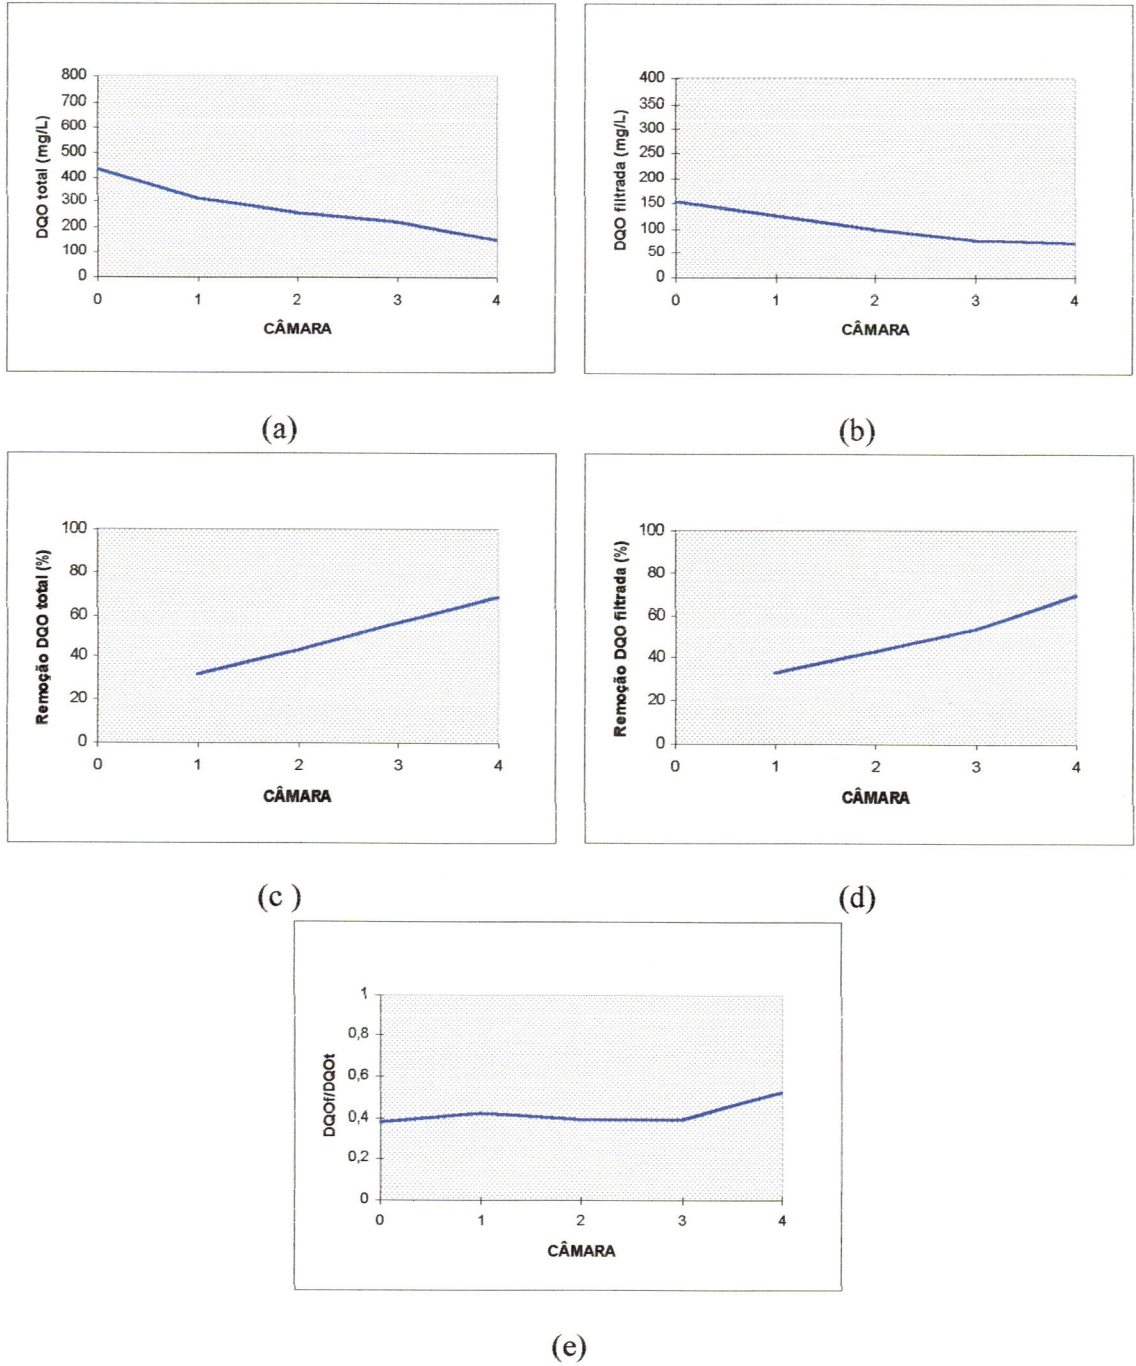 DQO total (mg/L)
800
700
600
500
400
300
200
100
0
0 1 2 3 4
CÂMARA
(a)
DQO filtrada (mg/L)
400
350
300
250
200
150
100
50
0
0 1 2 3 4
CÂMARA
(b)
Remoção DQO total (%)
100
80
60
40
20
0
0 1 2 3 4
CÂMARA
(c )
Remoção DQO filtrada (%)
100
80
60
40
20
0
0 1 2 3 4
CÂMARA
(d)
DQOf/DQOt
1
0,8
0,6
0,4
0,2
0
0 1 2 3 4
CÂMARA
(e)